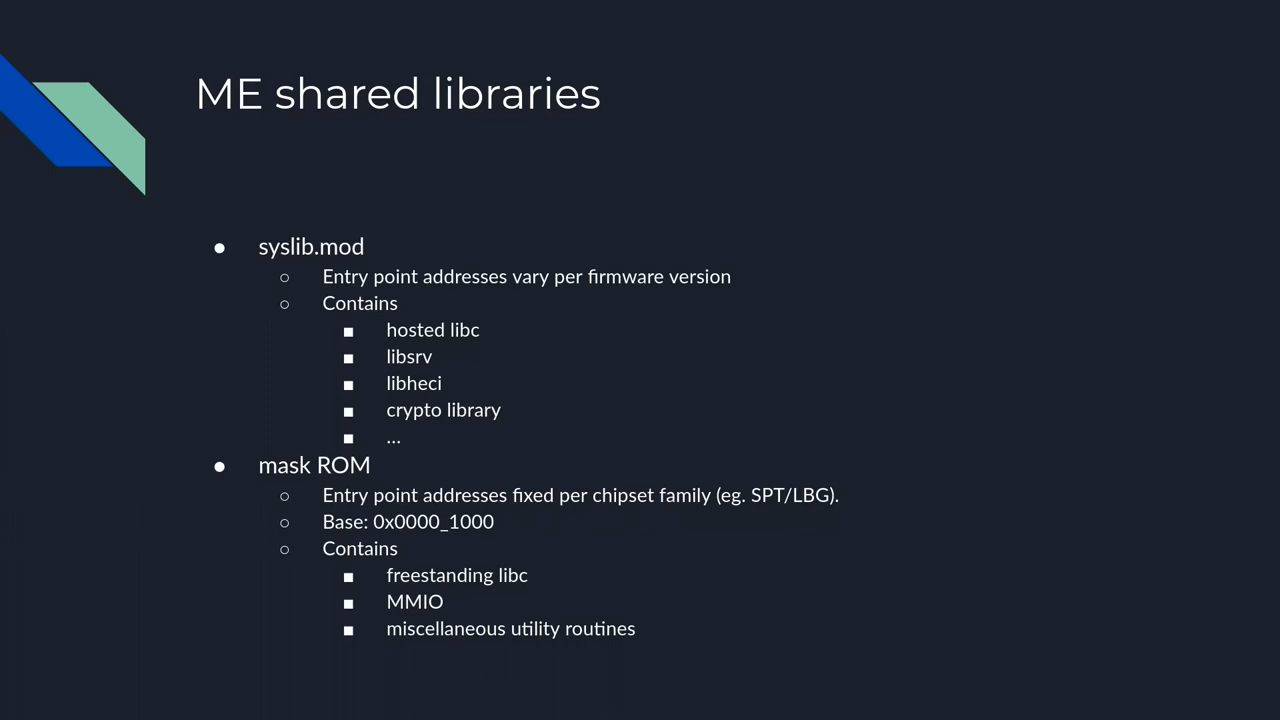 ME shared libraries
● syslib.mod
○ Entry point addresses vary per firmware version
○ Contains
■ hosted libc
■ libsrv
■ libheci
■ crypto library
■ ...
● mask ROM
○ Entry point addresses fixed per chipset family (eg. SPT/LBG).
○ Base: 0x0000_1000
○ Contains
■ freestanding libc
■ MMIO
■ miscellaneous utility routines